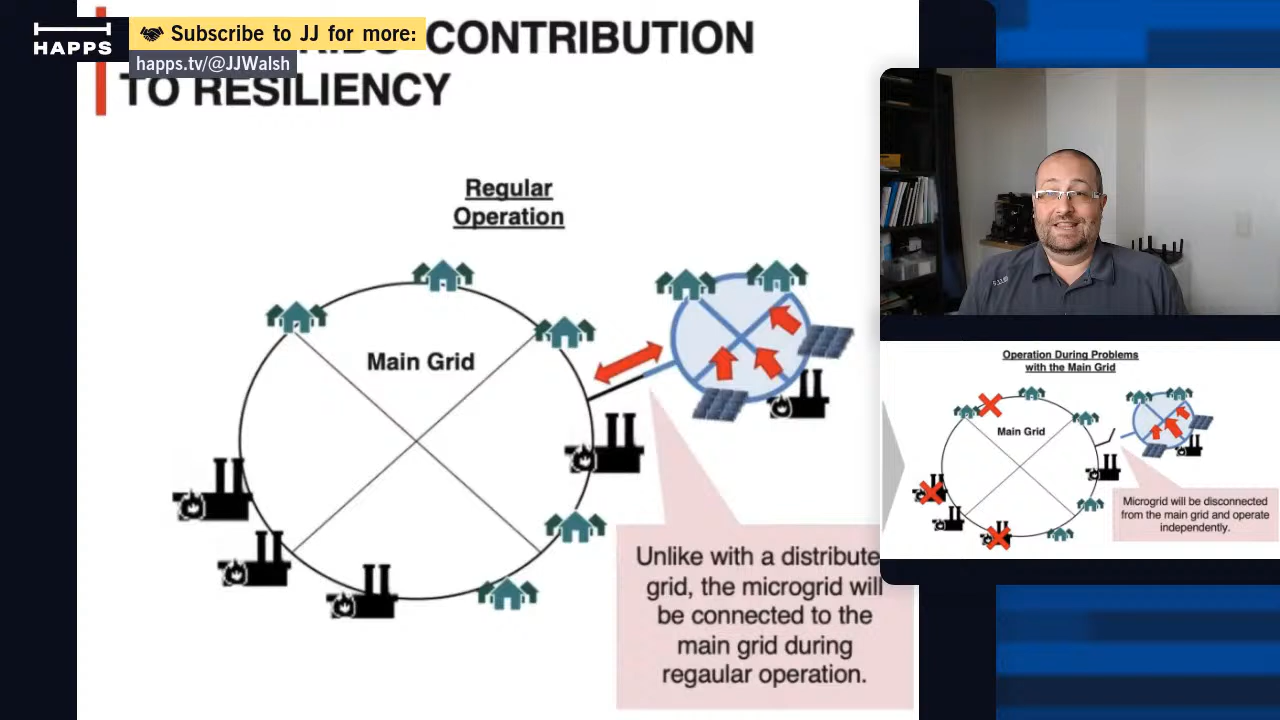 HAPPS
Subscribe to JJ for more:
happs.tv/@JJWalsh
CONTRIBUTION
TO RESILIENCY
Regular
Operation
Main Grid
Unlike with a distribute
grid, the microgrid will
be connected to the
main grid during
regaular operation.
Operation During Problems
with the Main Grid
Main Grid
Microgrid will be disconnected
from the main grid and operate
independently.